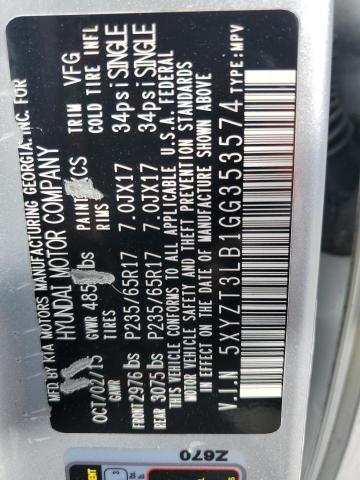 MFD BY KIA MOTORS MANUFACTURING GEORGIA, INC. FOR
HYUNDAI MOTOR COMPANY
OCT/02/15 GVWR 485 lbs PAINT CS TRIM VFG
GAWR TIRES RIMS COLD TIRE INFL
FRONT 2976 lbs P235/65R17 7.0JX17 34psi SINGLE
REAR 3075 lbs P235/65R17 7.0JX17 34psi SINGLE
THIS VEHICLE CONFORMS TO ALL APPLICABLE U.S.A. FEDERAL
MOTOR VEHICLE SAFETY AND THEFT PREVENTION STANDARDS
IN EFFECT ON THE DATE OF MANUFACTURE SHOWN ABOVE.
V.I.N 5XYZT3LB1GG353574 TYPE:MPV
Z670